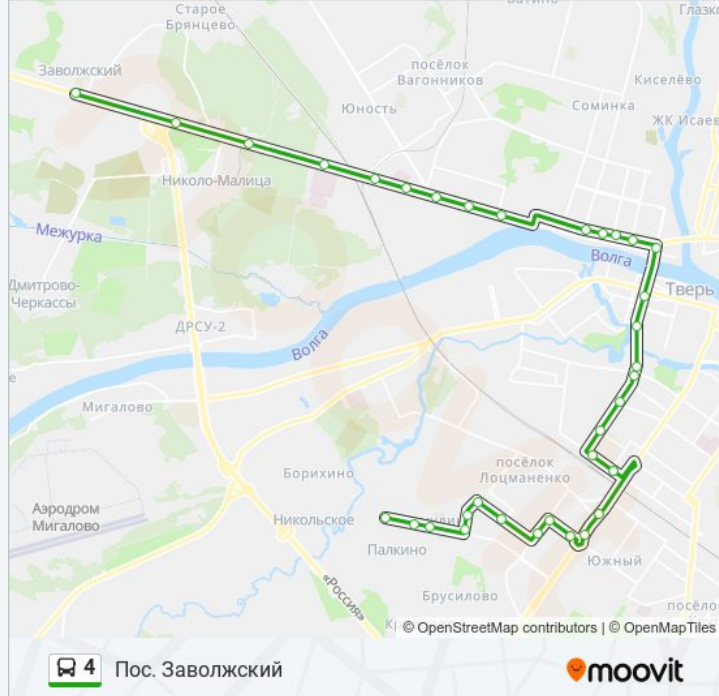 Старое
Брянцево
Глазко
Заволжский
посёлок
Вагонников
Киселёво
Юность
Соминка
ЖК Исаев
Николо-Малица
Межурка
Волга
Дмитрово-
Черкассы
Тверь
ДРСУ-2
Волга
е
Мигалово
посёлок
Лоцманенко
Борихино
Аэродром
Мигалово
Никольское
Палкино
Южный
«Россия»
Брусилово
посёло
© OpenStreetMap contributors | © OpenMapTiles
4 Пос. Заволжский
moovit